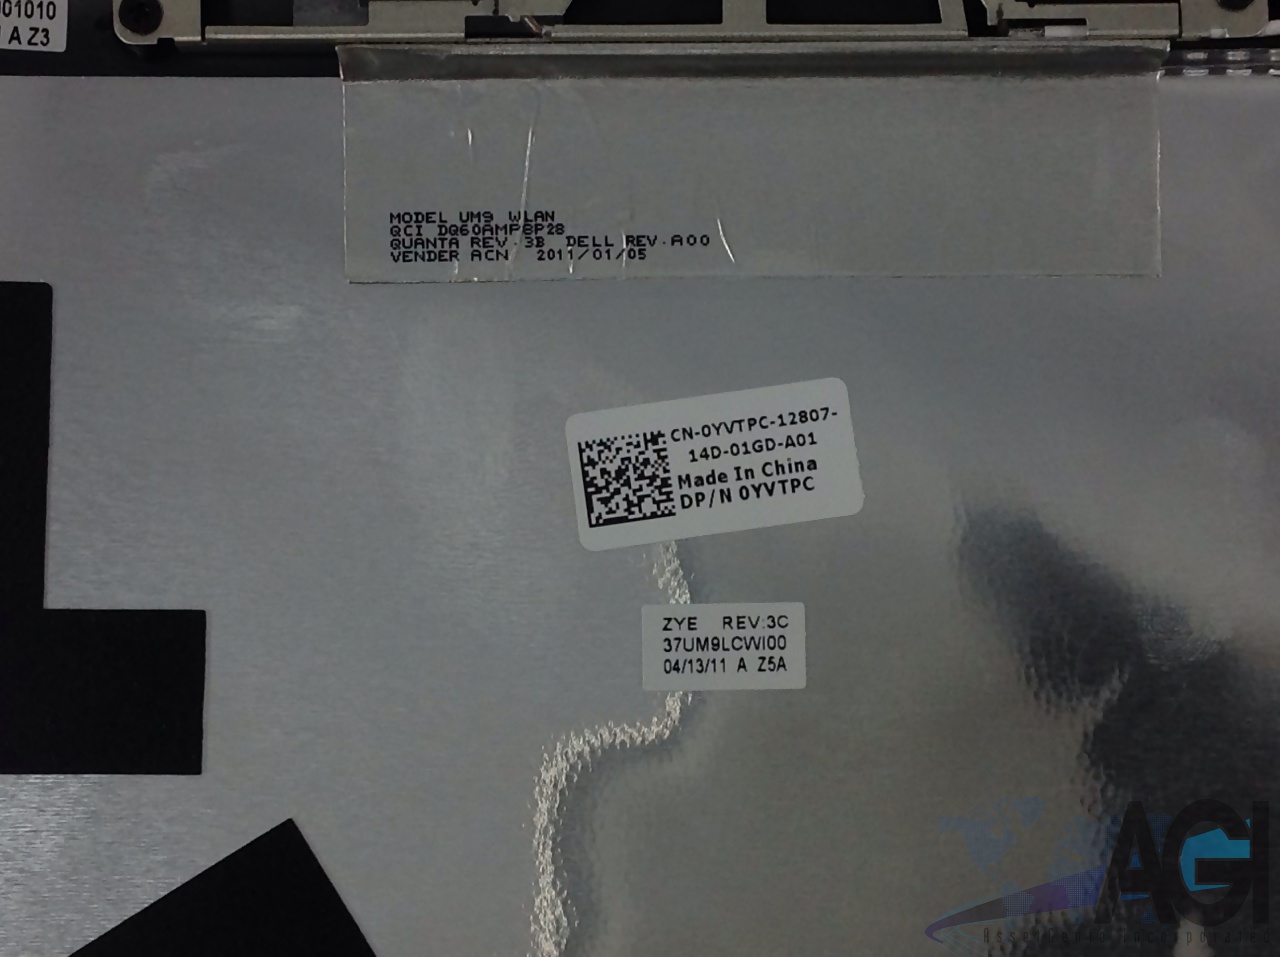 01010
A Z3
MODEL UM9 WLAN
QCI DQ60AMP8P28
QUANTA REV. 3B DELL REV.A00
VENDER ACN 2011/01/05
CN-0YVTPC-12807-
14D-01GD-A01
Made In China
DP/N 0YVTPC
ZYE REV:3C
37UM9LCWI00
04/13/11 A Z5A
AGI
Assemblers Incorporated